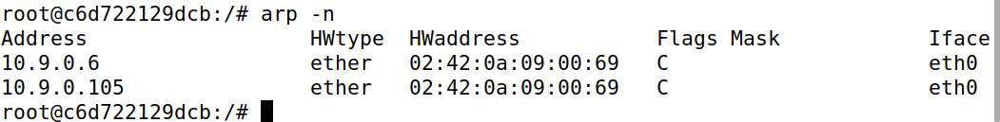 root@c6d722129dcb:/# arp -n
Address                  HWtype  HWaddress           Flags Mask            Iface
10.9.0.6                 ether   02:42:0a:09:00:69   C                     eth0
10.9.0.105               ether   02:42:0a:09:00:69   C                     eth0
root@c6d722129dcb:/#